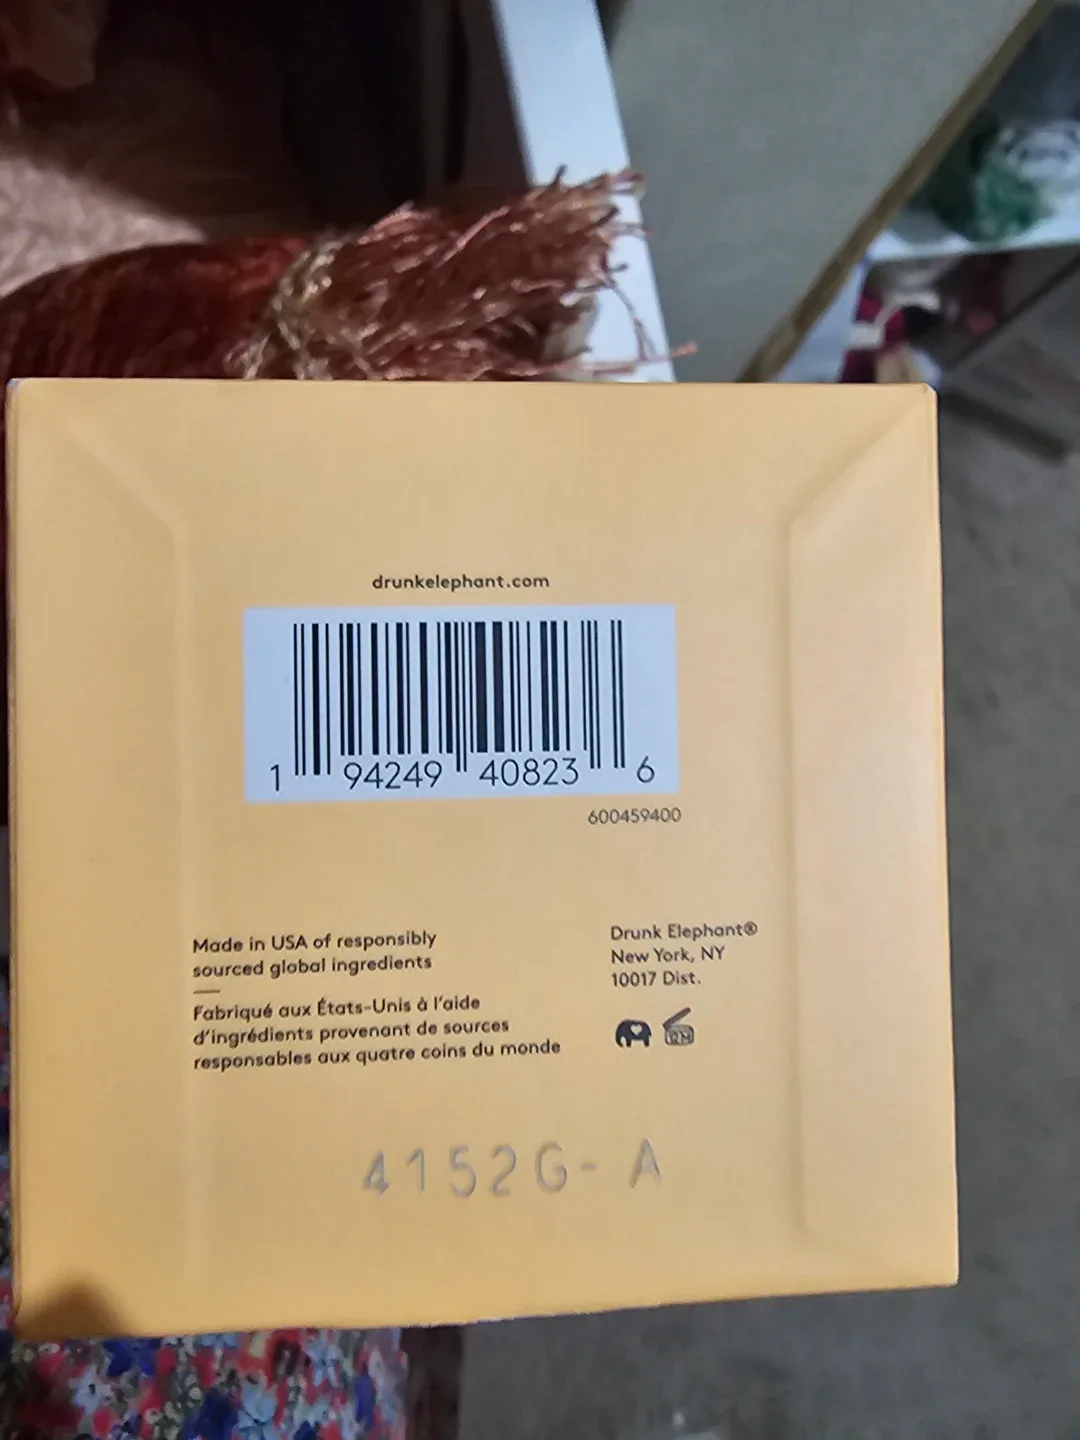 drunkelephant.com
1 94249 40823 6
600459400
Made in USA of responsibly
sourced global ingredients
Drunk Elephant®
New York, NY
10017 Dist.
Fabriqué aux États-Unis à l'aide
d'ingrédients provenant de sources
responsables aux quatre coins du monde
4152G- A